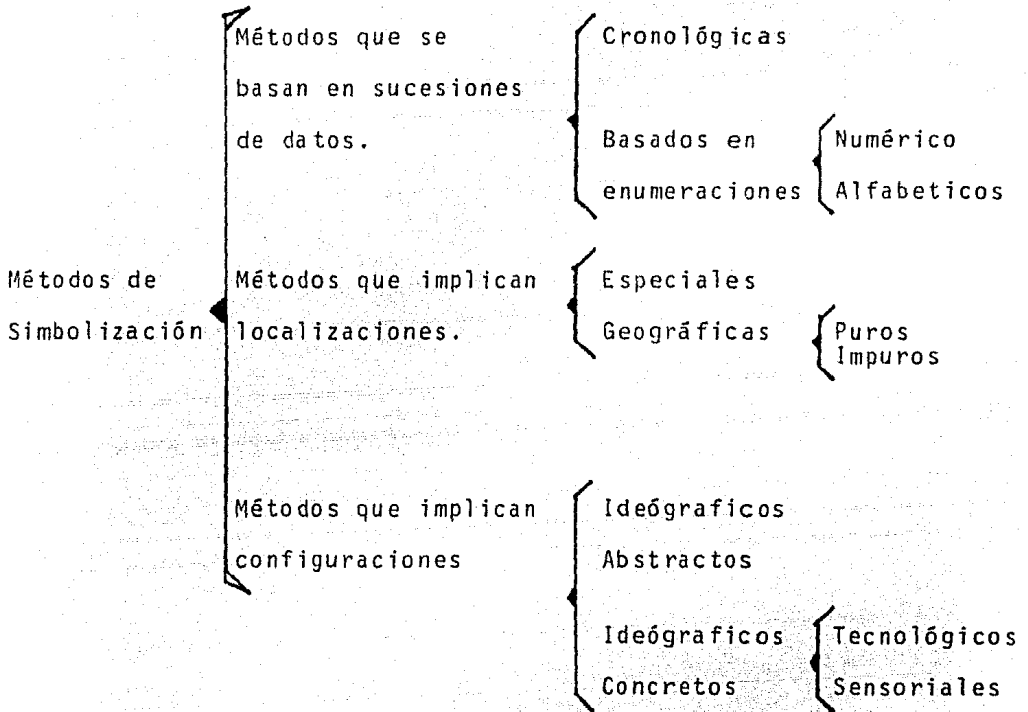 Métodos que se
basan en sucesiones
de datos.
Cronológicas
Basados en
enumeraciones
Numérico
Alfabeticos
Métodos de
Simbolización
Métodos que implican
localizaciones.
Especiales
Geográficas
Puros
Impuros
Métodos que implican
configuraciones
Ideógraficos
Abstractos
Ideógraficos
Concretos
Tecnológicos
Sensoriales